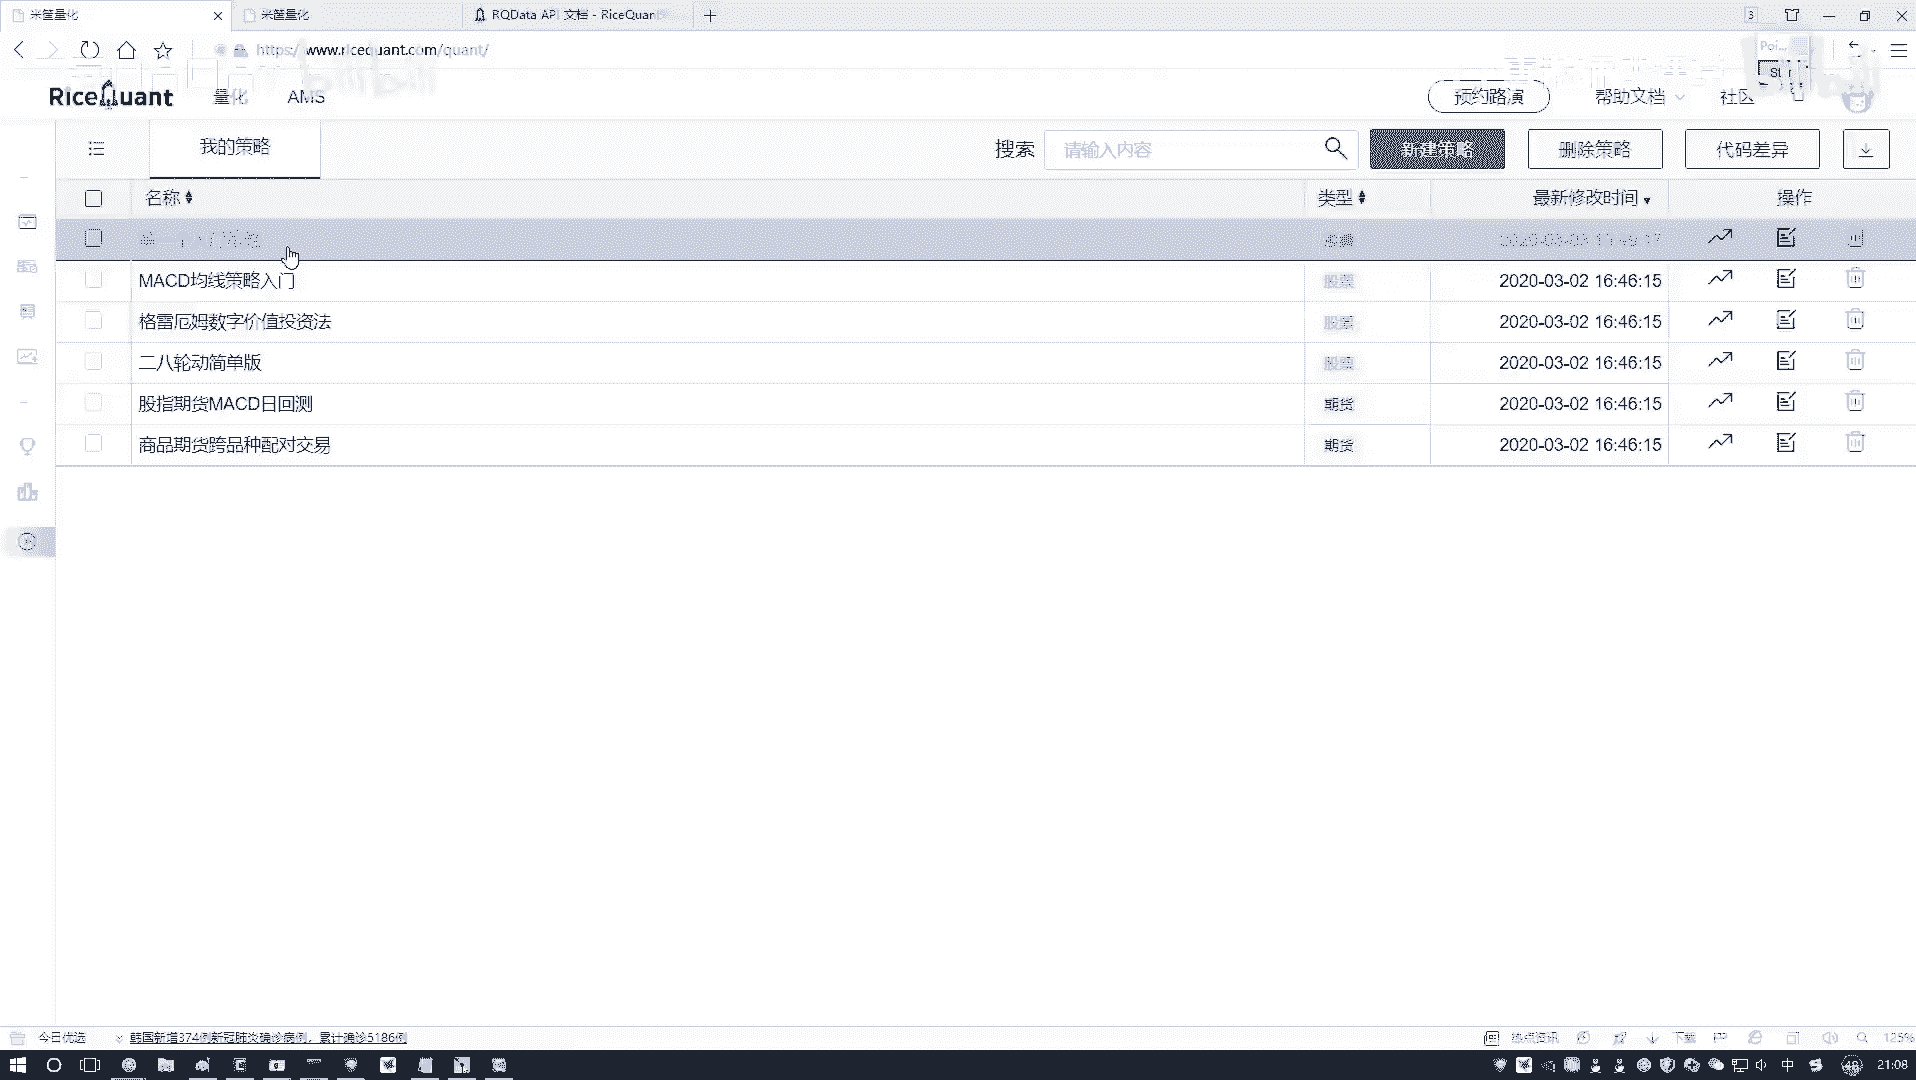 米筐量化 米筐量化 RQData API 文档 - RiceQuan
3
https://www.ricequant.com/quant/
RiceQuant 量化 AMS 预约路演 帮助文档 社区
我的策略 搜索 请输入内容 新建策略 删除策略 代码差异
名称 类型 最新修改时间 操作
MACD均线策略入门 股票 2020-03-02 16:46:15
格雷厄姆数字价值投资法 股票 2020-03-02 16:46:15
二八轮动简单版 股票 2020-03-02 16:46:15
股指期货MACD日回测 期货 2020-03-02 16:46:15
商品期货跨品种配对交易 期货 2020-03-02 16:46:15
今日优选 韩国新增374例新冠肺炎确诊病例，累计确诊5186例 热点资讯 下载 125%
中 48 21:08